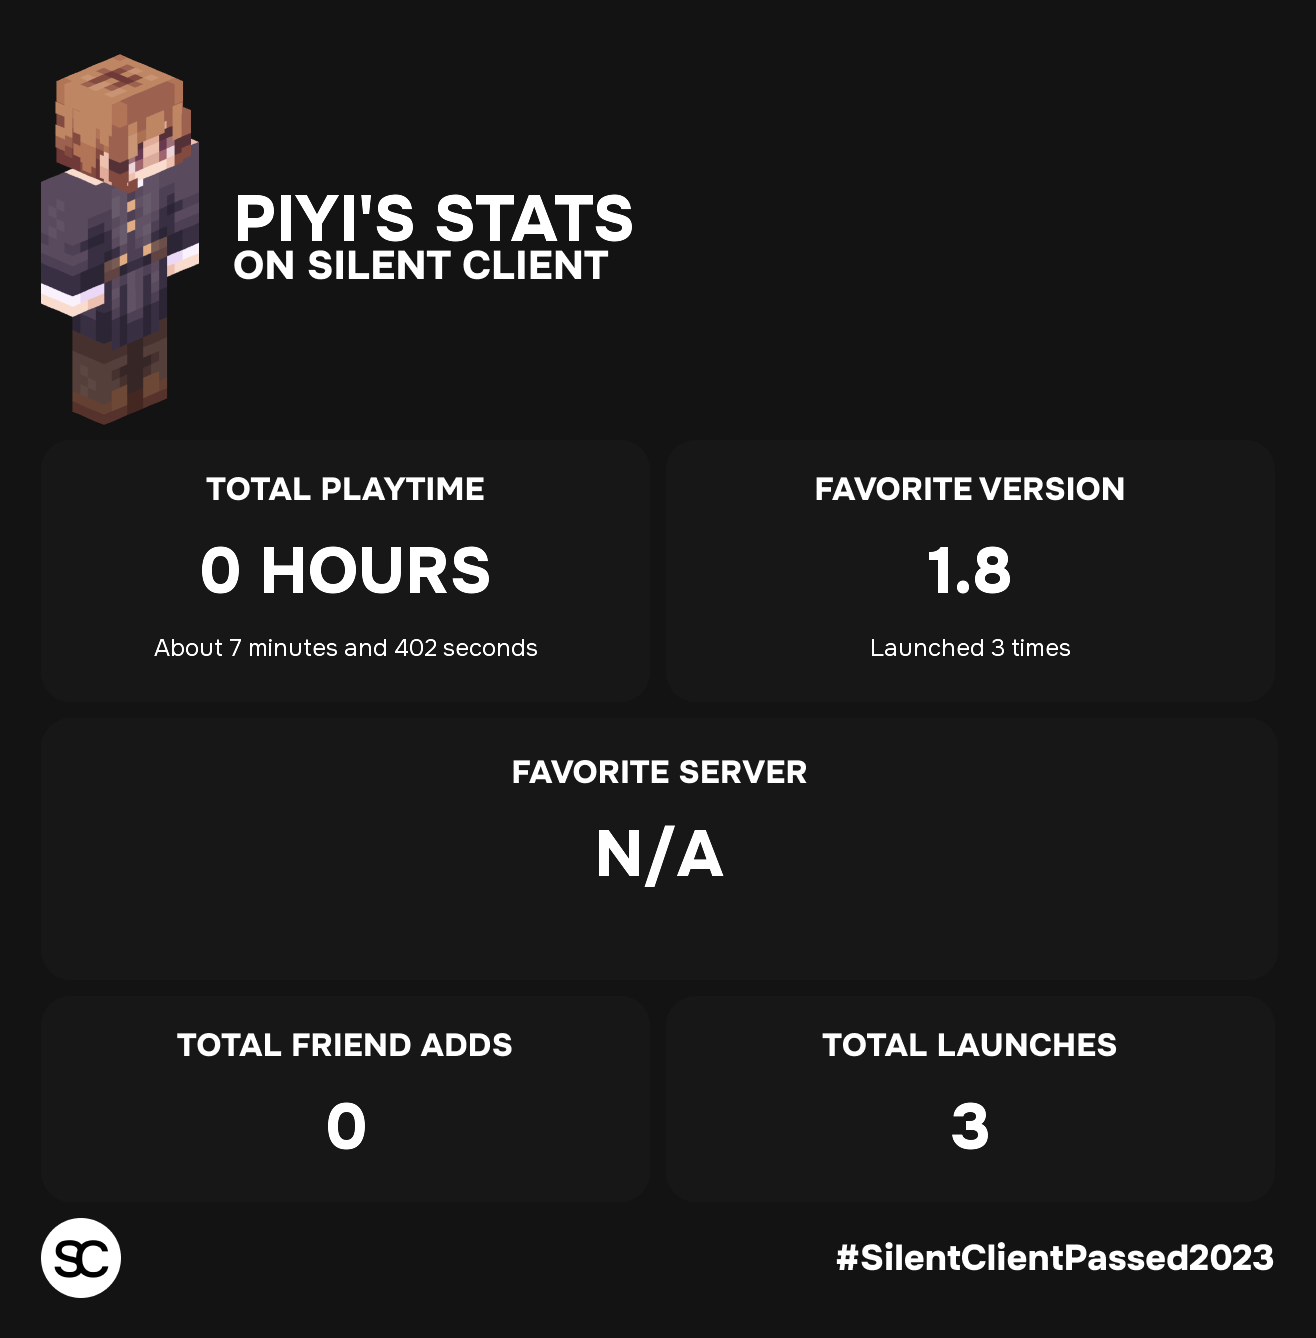 PIYI'S STATS
ON SILENT CLIENT
TOTAL PLAYTIME
0 HOURS
About 7 minutes and 402 seconds
FAVORITE VERSION
1.8
Launched 3 times
FAVORITE SERVER
N/A
TOTAL FRIEND ADDS
0
TOTAL LAUNCHES
3
SC
#SilentClientPassed2023